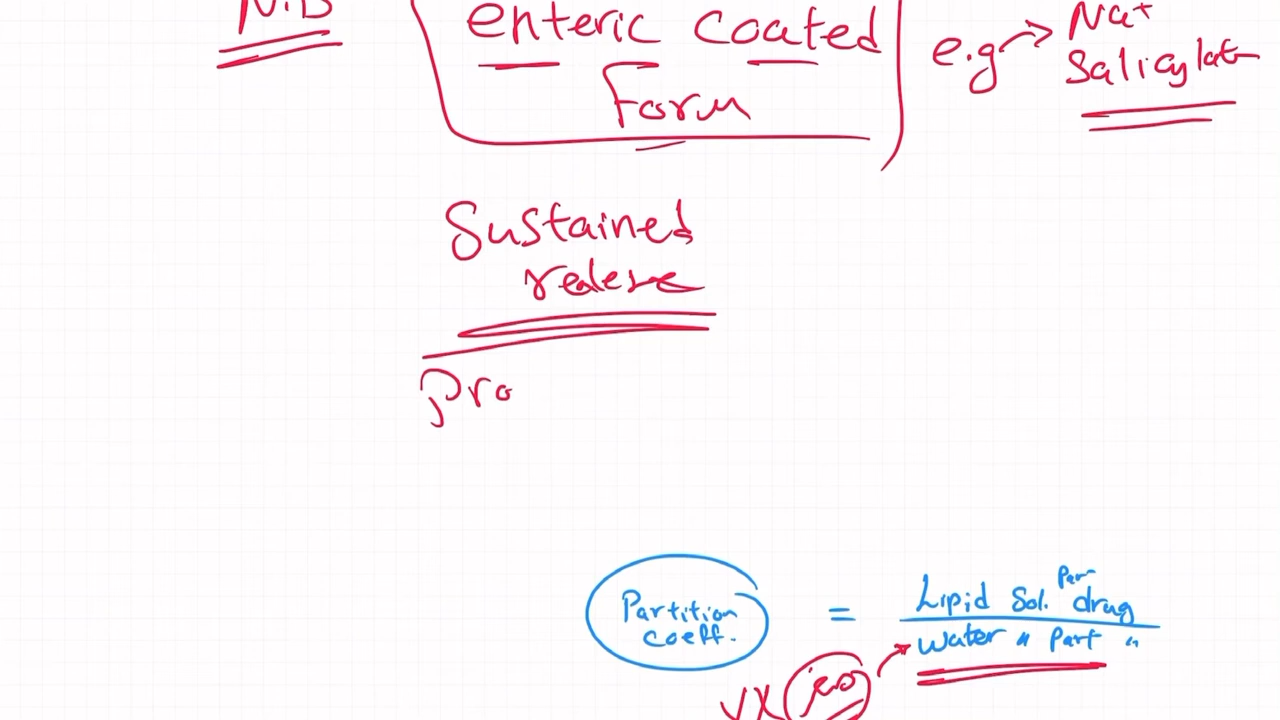 N.B
enteric coated
Form
e.g → Na+
Salicylate
Sustained
release
Pro
Partition
coeff.
=
Lipid Sol. Part drug
Water " Part "